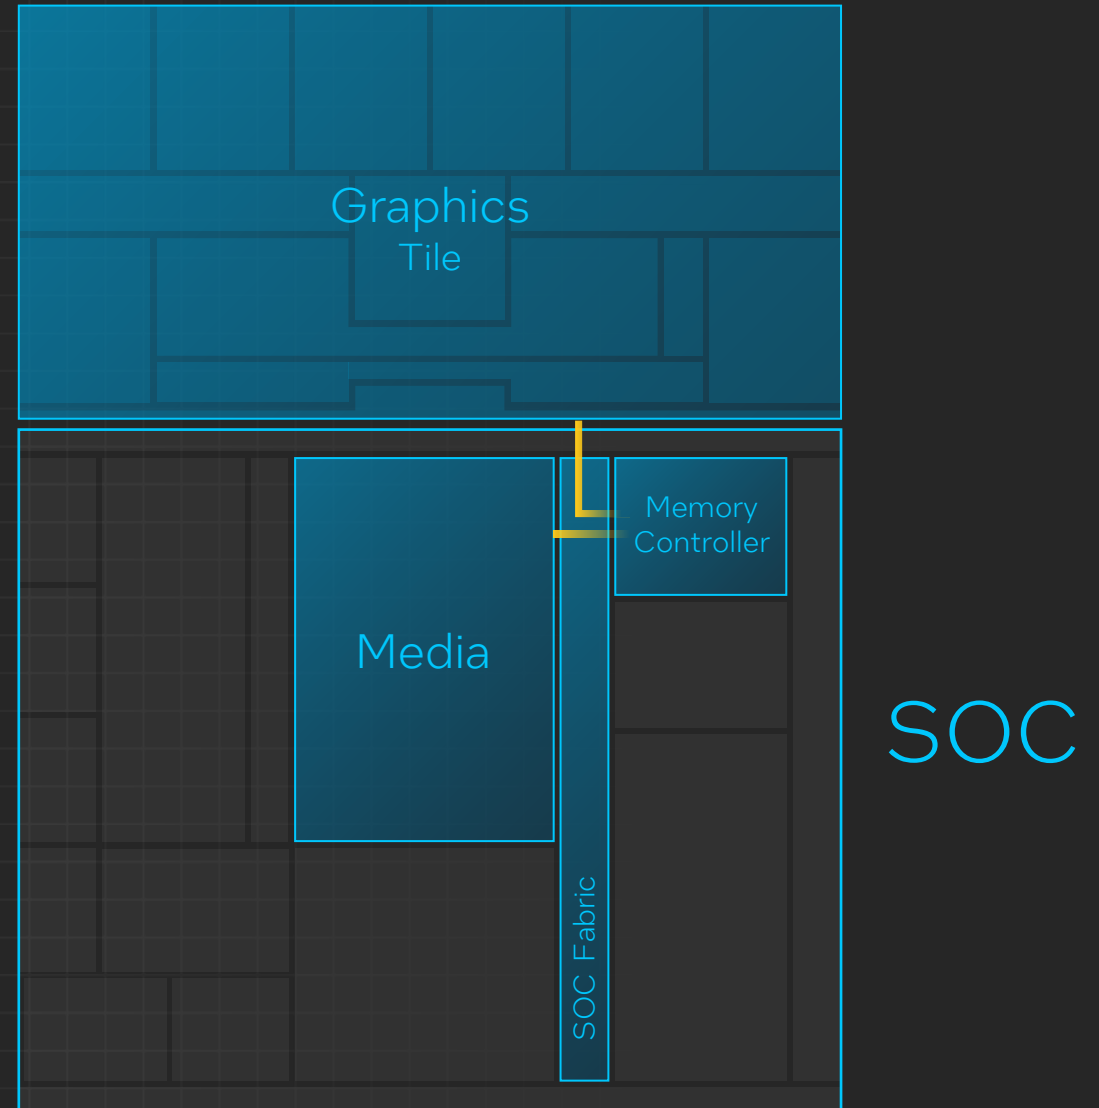 Graphics
Tile
Memory
Controller
Media
SOC
SOC Fabric